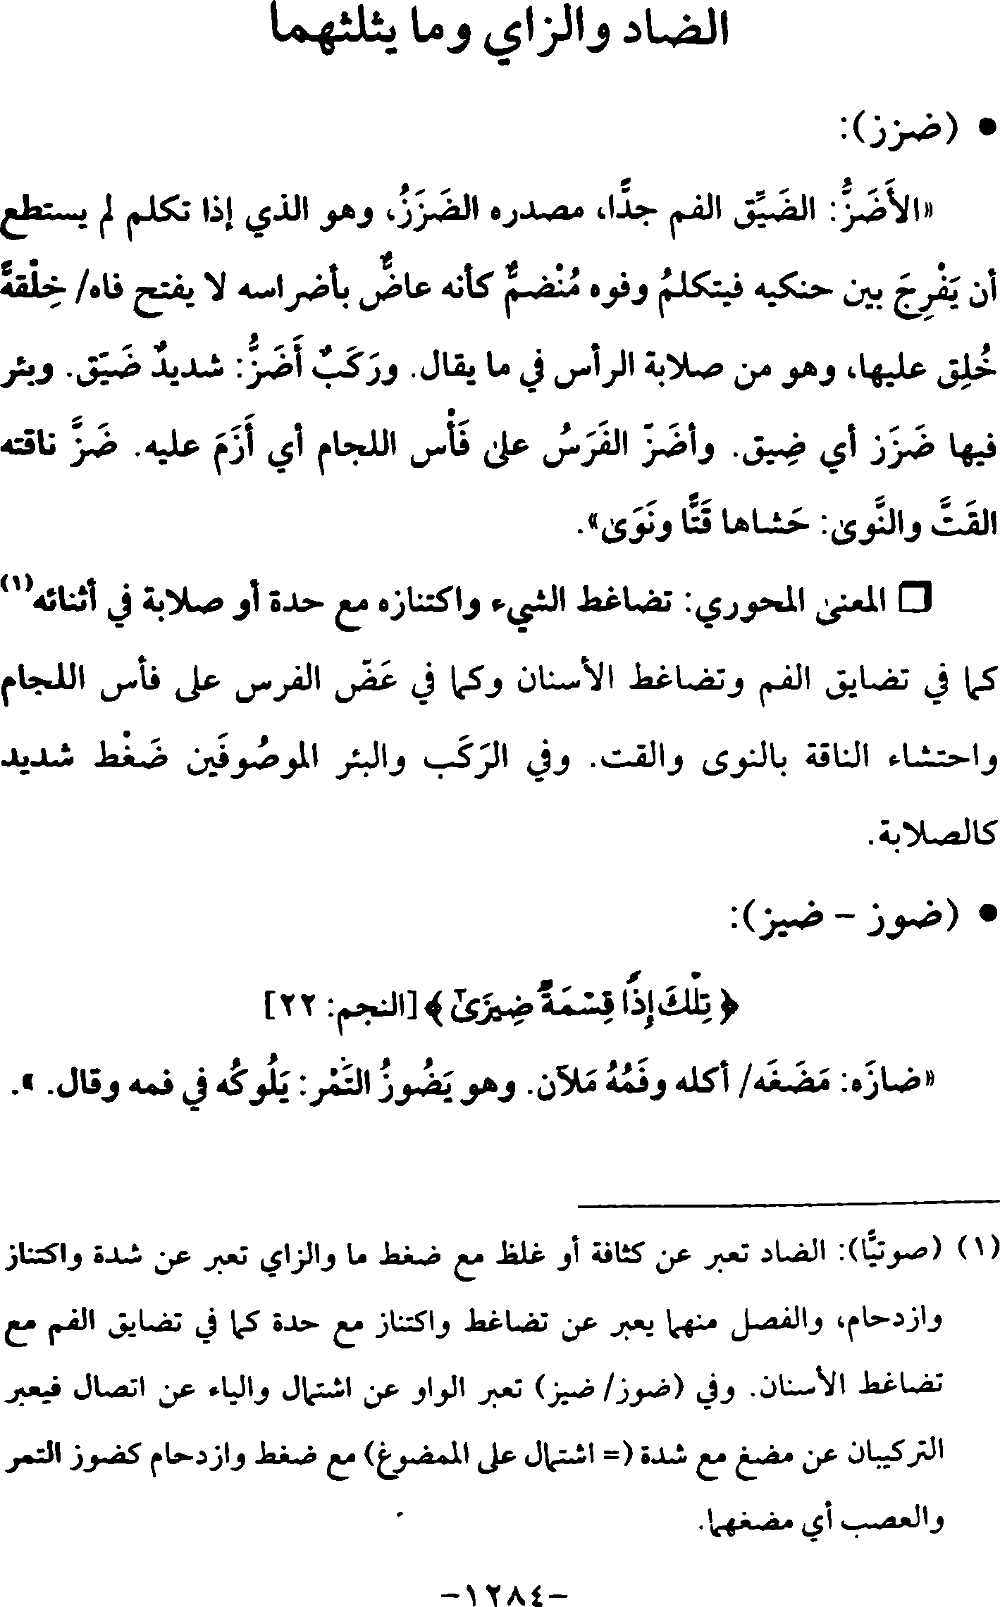 الضاد والزاي وما يثلثهما
• (ضزز):
«الأَضَزُّ: الضَيِّق الفم جدًّا، مصدره الضَزَزُ، وهو الذي إذا تكلم لم يستطع
أن يَفْرِجَ بين حنكيه فيتكلمُ وفوه مُنْضمٌّ كأنه عاضٌّ بأضراسه لا يفتح فاه/ خِلْقةً
خُلِق عليها، وهو من صلابة الرأس في ما يقال. ورَكَبٌ أَضَزُّ: شديدٌ ضَيّق. وبئر
فيها ضَزَز أي ضِيق. وأضَزّ الفَرَسُ على فَأْس اللجام أي أَزَمَ عليه. ضَزَّ ناقته
القَتَّ والنَّوى: حَشاها قَتًّا ونَوَى».
□ المعنى المحوري: تضاغط الشيء واكتنازه مع حدة أو صلابة في أثنائه(١)
كما في تضايق الفم وتضاغط الأسنان وكما في عَضّ الفرس على فأس اللجام
واحتشاء الناقة بالنوى والقت. وفي الرَكَب والبئر الموصُوفَين ضَغْط شديد
كالصلابة.
• (ضوز – ضيز):
﴿ تِلْكَ إِذًا قِسْمَةٌ ضِيزَىٰٓ ﴾ [النجم: ٢٢]
«ضازَه: مَضَغَه/ أكله وفَمُهُ مَلآن. وهو يَضُوزُ التَّمْر: يَلُوكُه في فمه وقال. ».
(١) (صوتيًّا): الضاد تعبر عن كثافة أو غلظ مع ضغط ما والزاي تعبر عن شدة واكتناز
وازدحام، والفصل منهما يعبر عن تضاغط واكتناز مع حدة كما في تضايق الفم مع
تضاغط الأسنان. وفي (ضوز/ ضيز) تعبر الواو عن اشتمال والياء عن اتصال فيعبر
التركيبان عن مضغ مع شدة (= اشتمال على الممضوغ) مع ضغط وازدحام كضوز التمر
والعصب أي مضغهما.
-١٢٨٤-